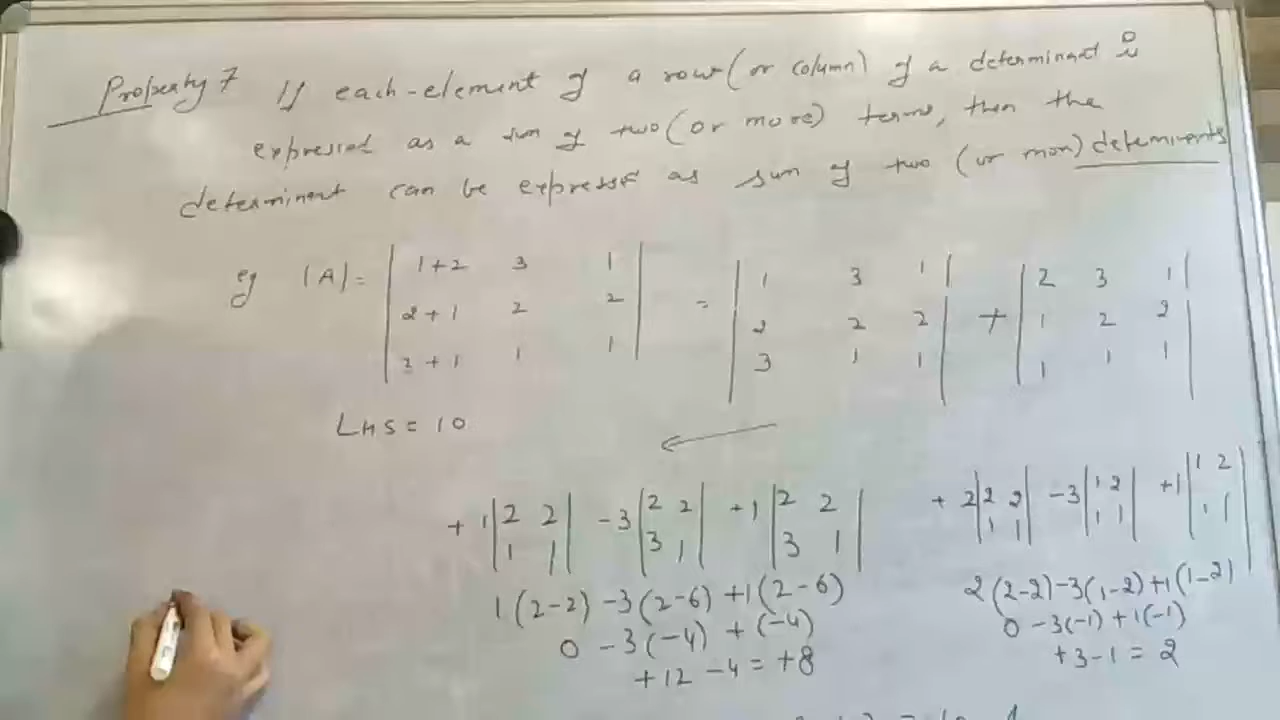 Property 7 If each-element of a row (or column) of a determinant is
expressed as a sum of two (or more) terms, then the
determinant can be express as sum of two (or more) determinants
eg |A| = | 1+2 3 1 | = | 1 3 1 | + | 2 3 1 |
| 2+1 2 2 | | 2 2 2 | | 1 2 2 |
| 3+1 1 1 | | 3 1 1 | | 1 1 1 |
LHS = 10
+ 1 | 2 2 | - 3 | 2 2 | + 1 | 2 2 | + 2 | 2 2 | - 3 | 1 2 | + 1 | 1 2 |
| 1 1 | | 3 1 | | 3 1 | | 1 1 | | 1 1 | | 1 1 |
1(2-2) -3(2-6) +1(2-6) 2(2-2)-3(1-2)+1(1-2)
0 -3(-4) + (-4) 0 -3(-1) +1(-1)
+12 -4 = +8 +3-1 = 2